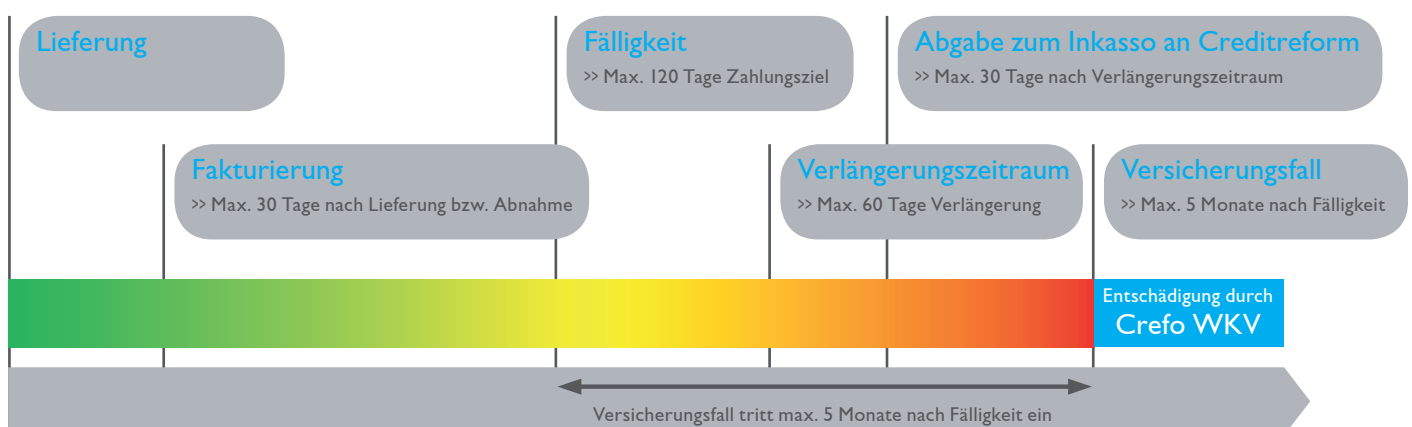 Lieferung
Fälligkeit
>> Max. 120 Tage Zahlungsziel
Abgabe zum Inkasso an Creditreform
>> Max. 30 Tage nach Verlängerungszeitraum
Fakturierung
>> Max. 30 Tage nach Lieferung bzw. Abnahme
Verlängerungszeitraum
>> Max. 60 Tage Verlängerung
Versicherungsfall
>> Max. 5 Monate nach Fälligkeit
Entschädigung durch
Crefo WKV
Versicherungsfall tritt max. 5 Monate nach Fälligkeit ein